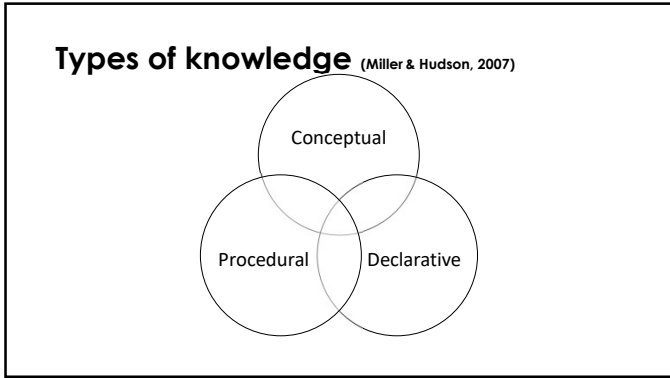 Types of knowledge (Miller & Hudson, 2007)
Conceptual
Procedural Declarative